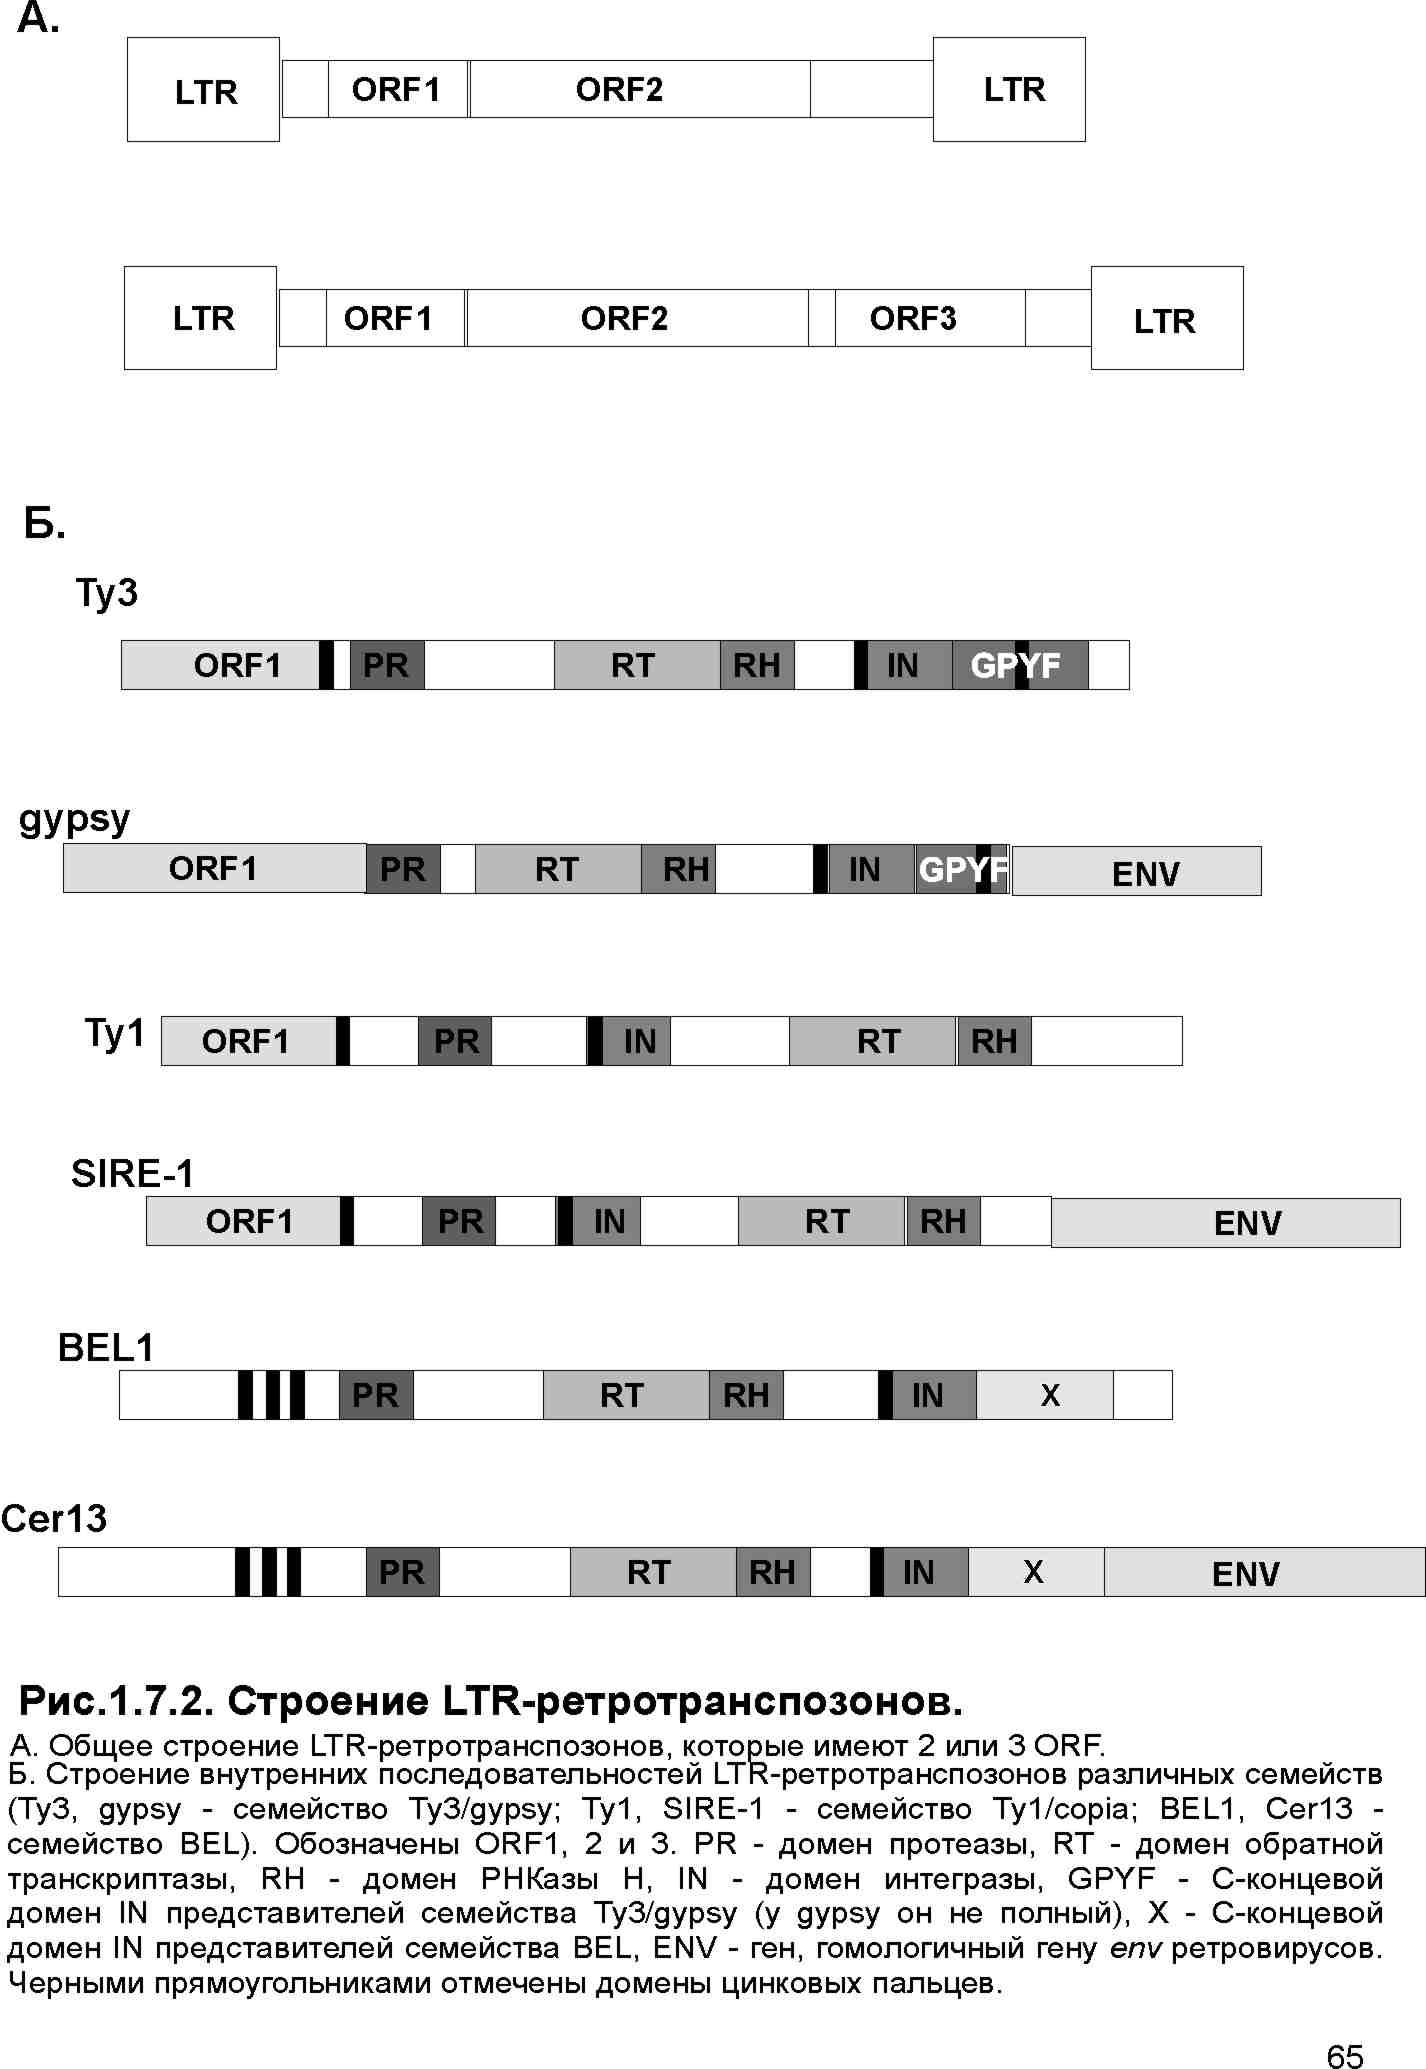 А.
LTR ORF1 ORF2 LTR
LTR ORF1 ORF2 ORF3 LTR
Б.
Ty3
ORF1 PR RT RH IN GPYF
gypsy
ORF1 PR RT RH IN GPYF ENV
Ty1
ORF1 PR IN RT RH
SIRE-1
ORF1 PR IN RT RH ENV
BEL1
PR RT RH IN X
Cer13
PR RT RH IN X ENV
Рис.1.7.2. Строение LTR-ретротранспозонов.
А. Общее строение LTR-ретротранспозонов, которые имеют 2 или 3 ORF.
Б. Строение внутренних последовательностей LTR-ретротранспозонов различных семейств
(Ty3, gypsy - семейство Ty3/gypsy; Ty1, SIRE-1 - семейство Ty1/copia; BEL1, Cer13 -
семейство BEL). Обозначены ORF1, 2 и 3. PR - домен протеазы, RT - домен обратной
транскриптазы, RH - домен РНКазы Н, IN - домен интегразы, GPYF - С-концевой
домен IN представителей семейства Ty3/gypsy (у gypsy он не полный), X - С-концевой
домен IN представителей семейства BEL, ENV - ген, гомологичный гену env ретровирусов.
Черными прямоугольниками отмечены домены цинковых пальцев.
65